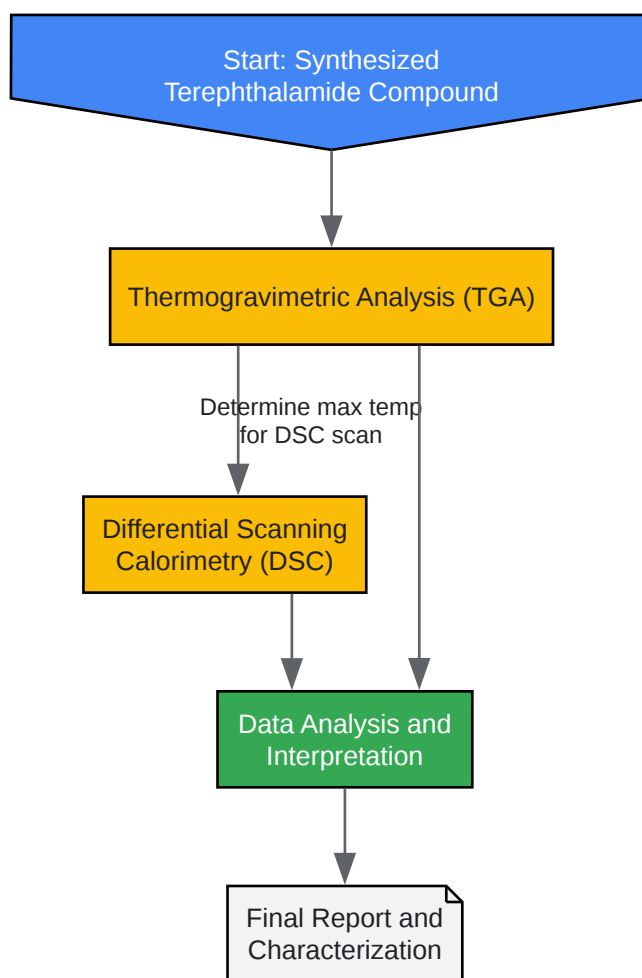 Start: Synthesized
Terephthalamide Compound
Thermogravimetric Analysis (TGA)
Determine max temp
for DSC scan
Differential Scanning
Calorimetry (DSC)
Data Analysis and
Interpretation
Final Report and
Characterization